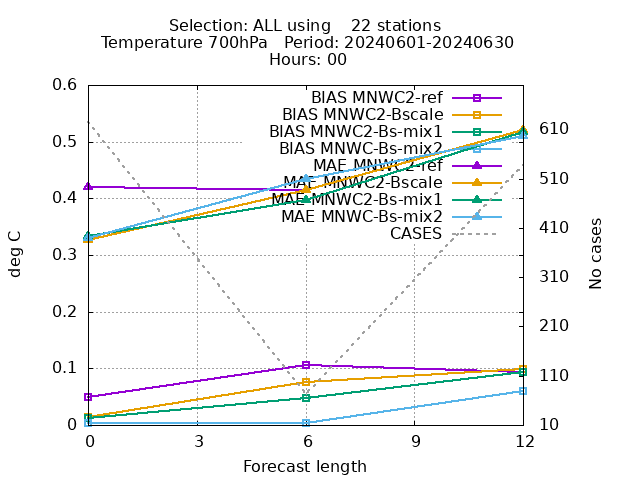 Selection: ALL using    22 stations
Temperature 700hPa   Period: 20240601-20240630
Hours: 00
BIAS MNWC2-ref
BIAS MNWC2-Bscale
BIAS MNWC2-Bs-mix1
BIAS MNWC-Bs-mix2
MAE MNWC2-ref
MAE MNWC2-Bscale
MAE MNWC2-Bs-mix1
MAE MNWC-Bs-mix2
CASES
0.6
0.5
0.4
0.3
0.2
0.1
0
deg C
610
510
410
310
210
110
10
No cases
0 3 6 9 12
Forecast length